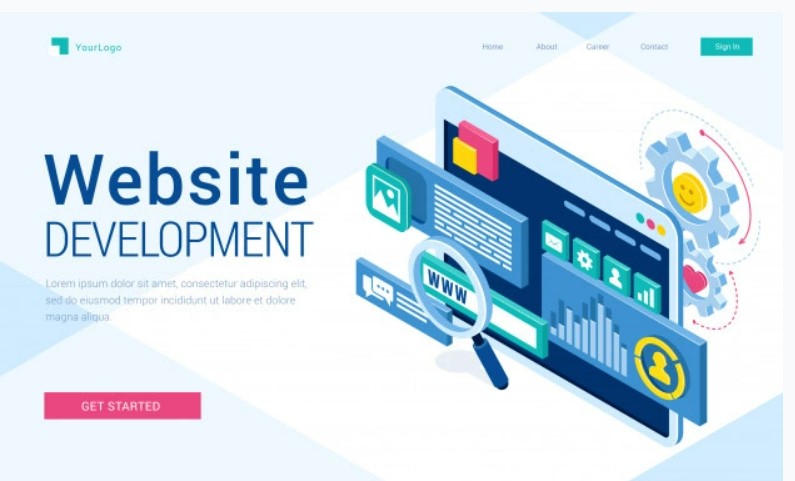 YourLogo
Home About Career Contact Sign In
Website
DEVELOPMENT
Lorem ipsum dolor sit amet, consectetur adipiscing elit,
sed do eiusmod tempor incididunt ut labore et dolore
magna aliqua.
WWW
GET STARTED